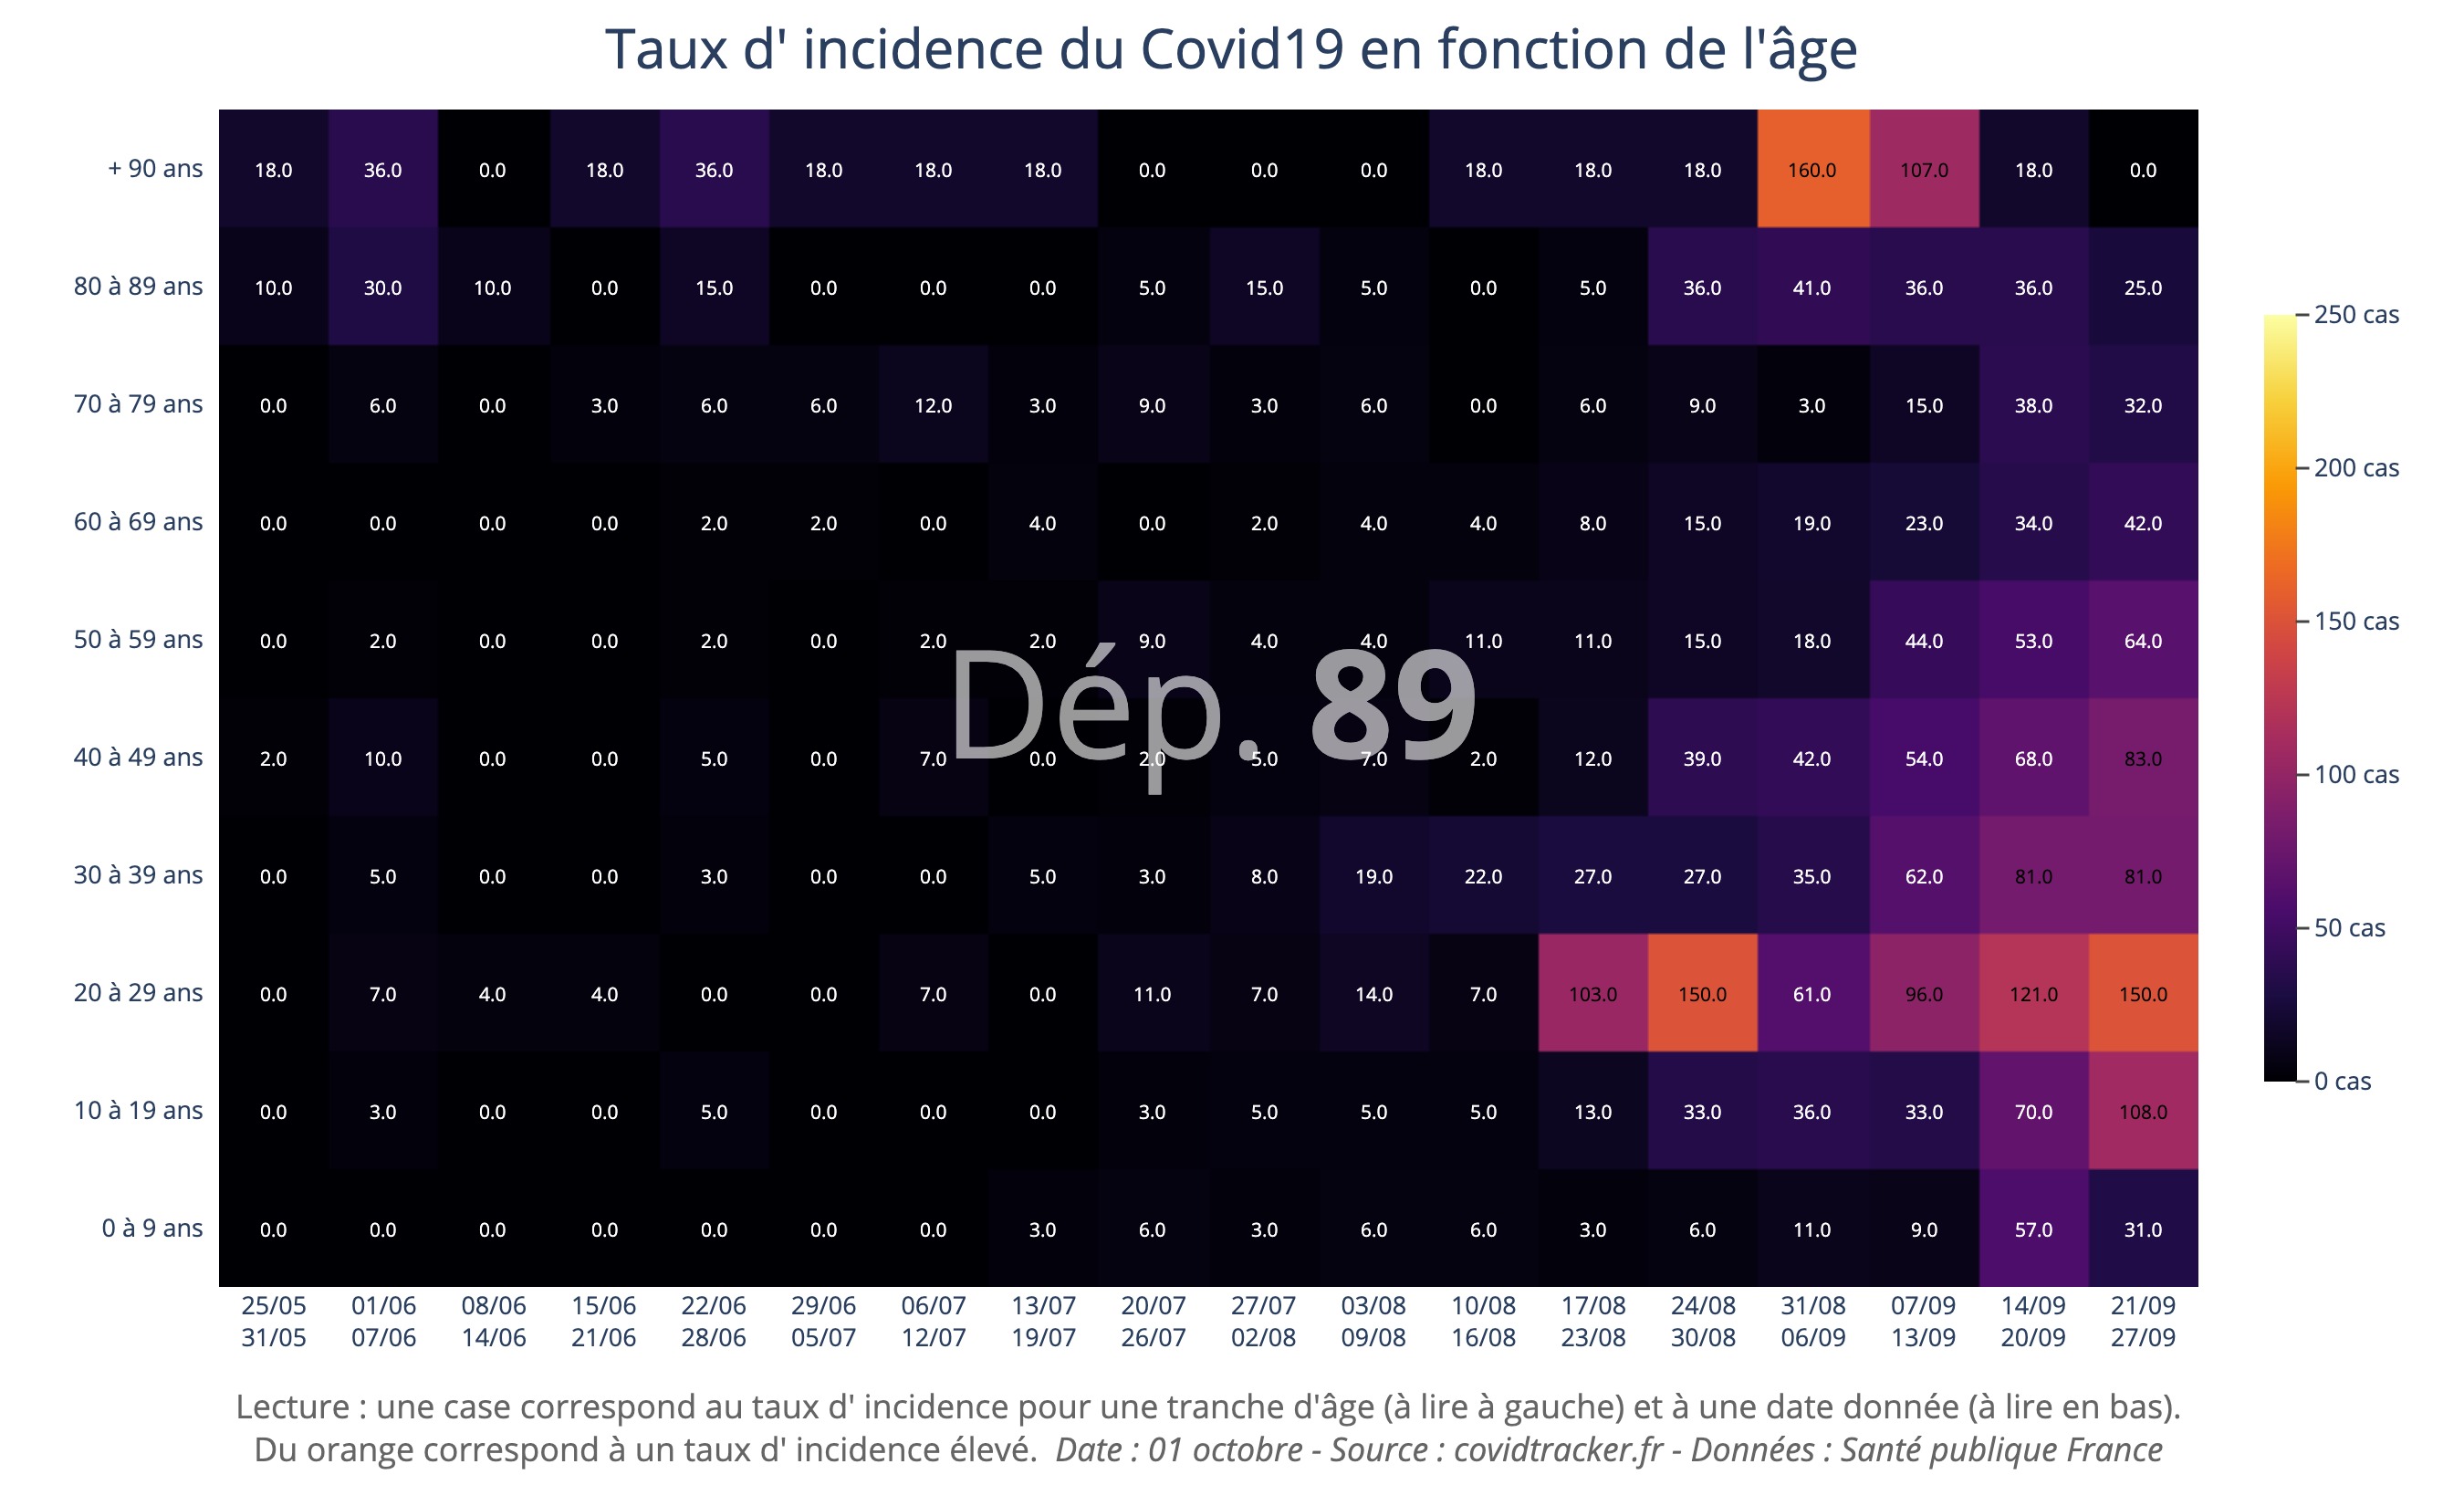 Taux d' incidence du Covid19 en fonction de l'âge
+ 90 ans 18.0 36.0 0.0 18.0 36.0 18.0 18.0 18.0 0.0 0.0 0.0 18.0 18.0 18.0 160.0 107.0 18.0 0.0
80 à 89 ans 10.0 30.0 10.0 0.0 15.0 0.0 0.0 0.0 5.0 15.0 5.0 0.0 5.0 36.0 41.0 36.0 36.0 25.0
70 à 79 ans 0.0 6.0 0.0 3.0 6.0 6.0 12.0 3.0 9.0 3.0 6.0 0.0 6.0 9.0 3.0 15.0 38.0 32.0
60 à 69 ans 0.0 0.0 0.0 0.0 2.0 2.0 0.0 4.0 0.0 2.0 4.0 4.0 8.0 15.0 19.0 23.0 34.0 42.0
50 à 59 ans 0.0 2.0 0.0 0.0 2.0 0.0 2.0 2.0 9.0 4.0 4.0 11.0 11.0 15.0 18.0 44.0 53.0 64.0
Dép. 89
40 à 49 ans 2.0 10.0 0.0 0.0 5.0 0.0 7.0 0.0 2.0 5.0 7.0 2.0 12.0 39.0 42.0 54.0 68.0 83.0
30 à 39 ans 0.0 5.0 0.0 0.0 3.0 0.0 0.0 5.0 3.0 8.0 19.0 22.0 27.0 27.0 35.0 62.0 81.0 81.0
20 à 29 ans 0.0 7.0 4.0 4.0 0.0 0.0 7.0 0.0 11.0 7.0 14.0 7.0 103.0 150.0 61.0 96.0 121.0 150.0
10 à 19 ans 0.0 3.0 0.0 0.0 5.0 0.0 0.0 0.0 3.0 5.0 5.0 5.0 13.0 33.0 36.0 33.0 70.0 108.0
0 à 9 ans 0.0 0.0 0.0 0.0 0.0 0.0 0.0 3.0 6.0 3.0 6.0 6.0 3.0 6.0 11.0 9.0 57.0 31.0
25/05 01/06 08/06 15/06 22/06 29/06 06/07 13/07 20/07 27/07 03/08 10/08 17/08 24/08 31/08 07/09 14/09 21/09
31/05 07/06 14/06 21/06 28/06 05/07 12/07 19/07 26/07 02/08 09/08 16/08 23/08 30/08 06/09 13/09 20/09 27/09
250 cas
200 cas
150 cas
100 cas
50 cas
0 cas
Lecture : une case correspond au taux d' incidence pour une tranche d'âge (à lire à gauche) et à une date donnée (à lire en bas).
Du orange correspond à un taux d' incidence élevé. Date : 01 octobre - Source : covidtracker.fr - Données : Santé publique France